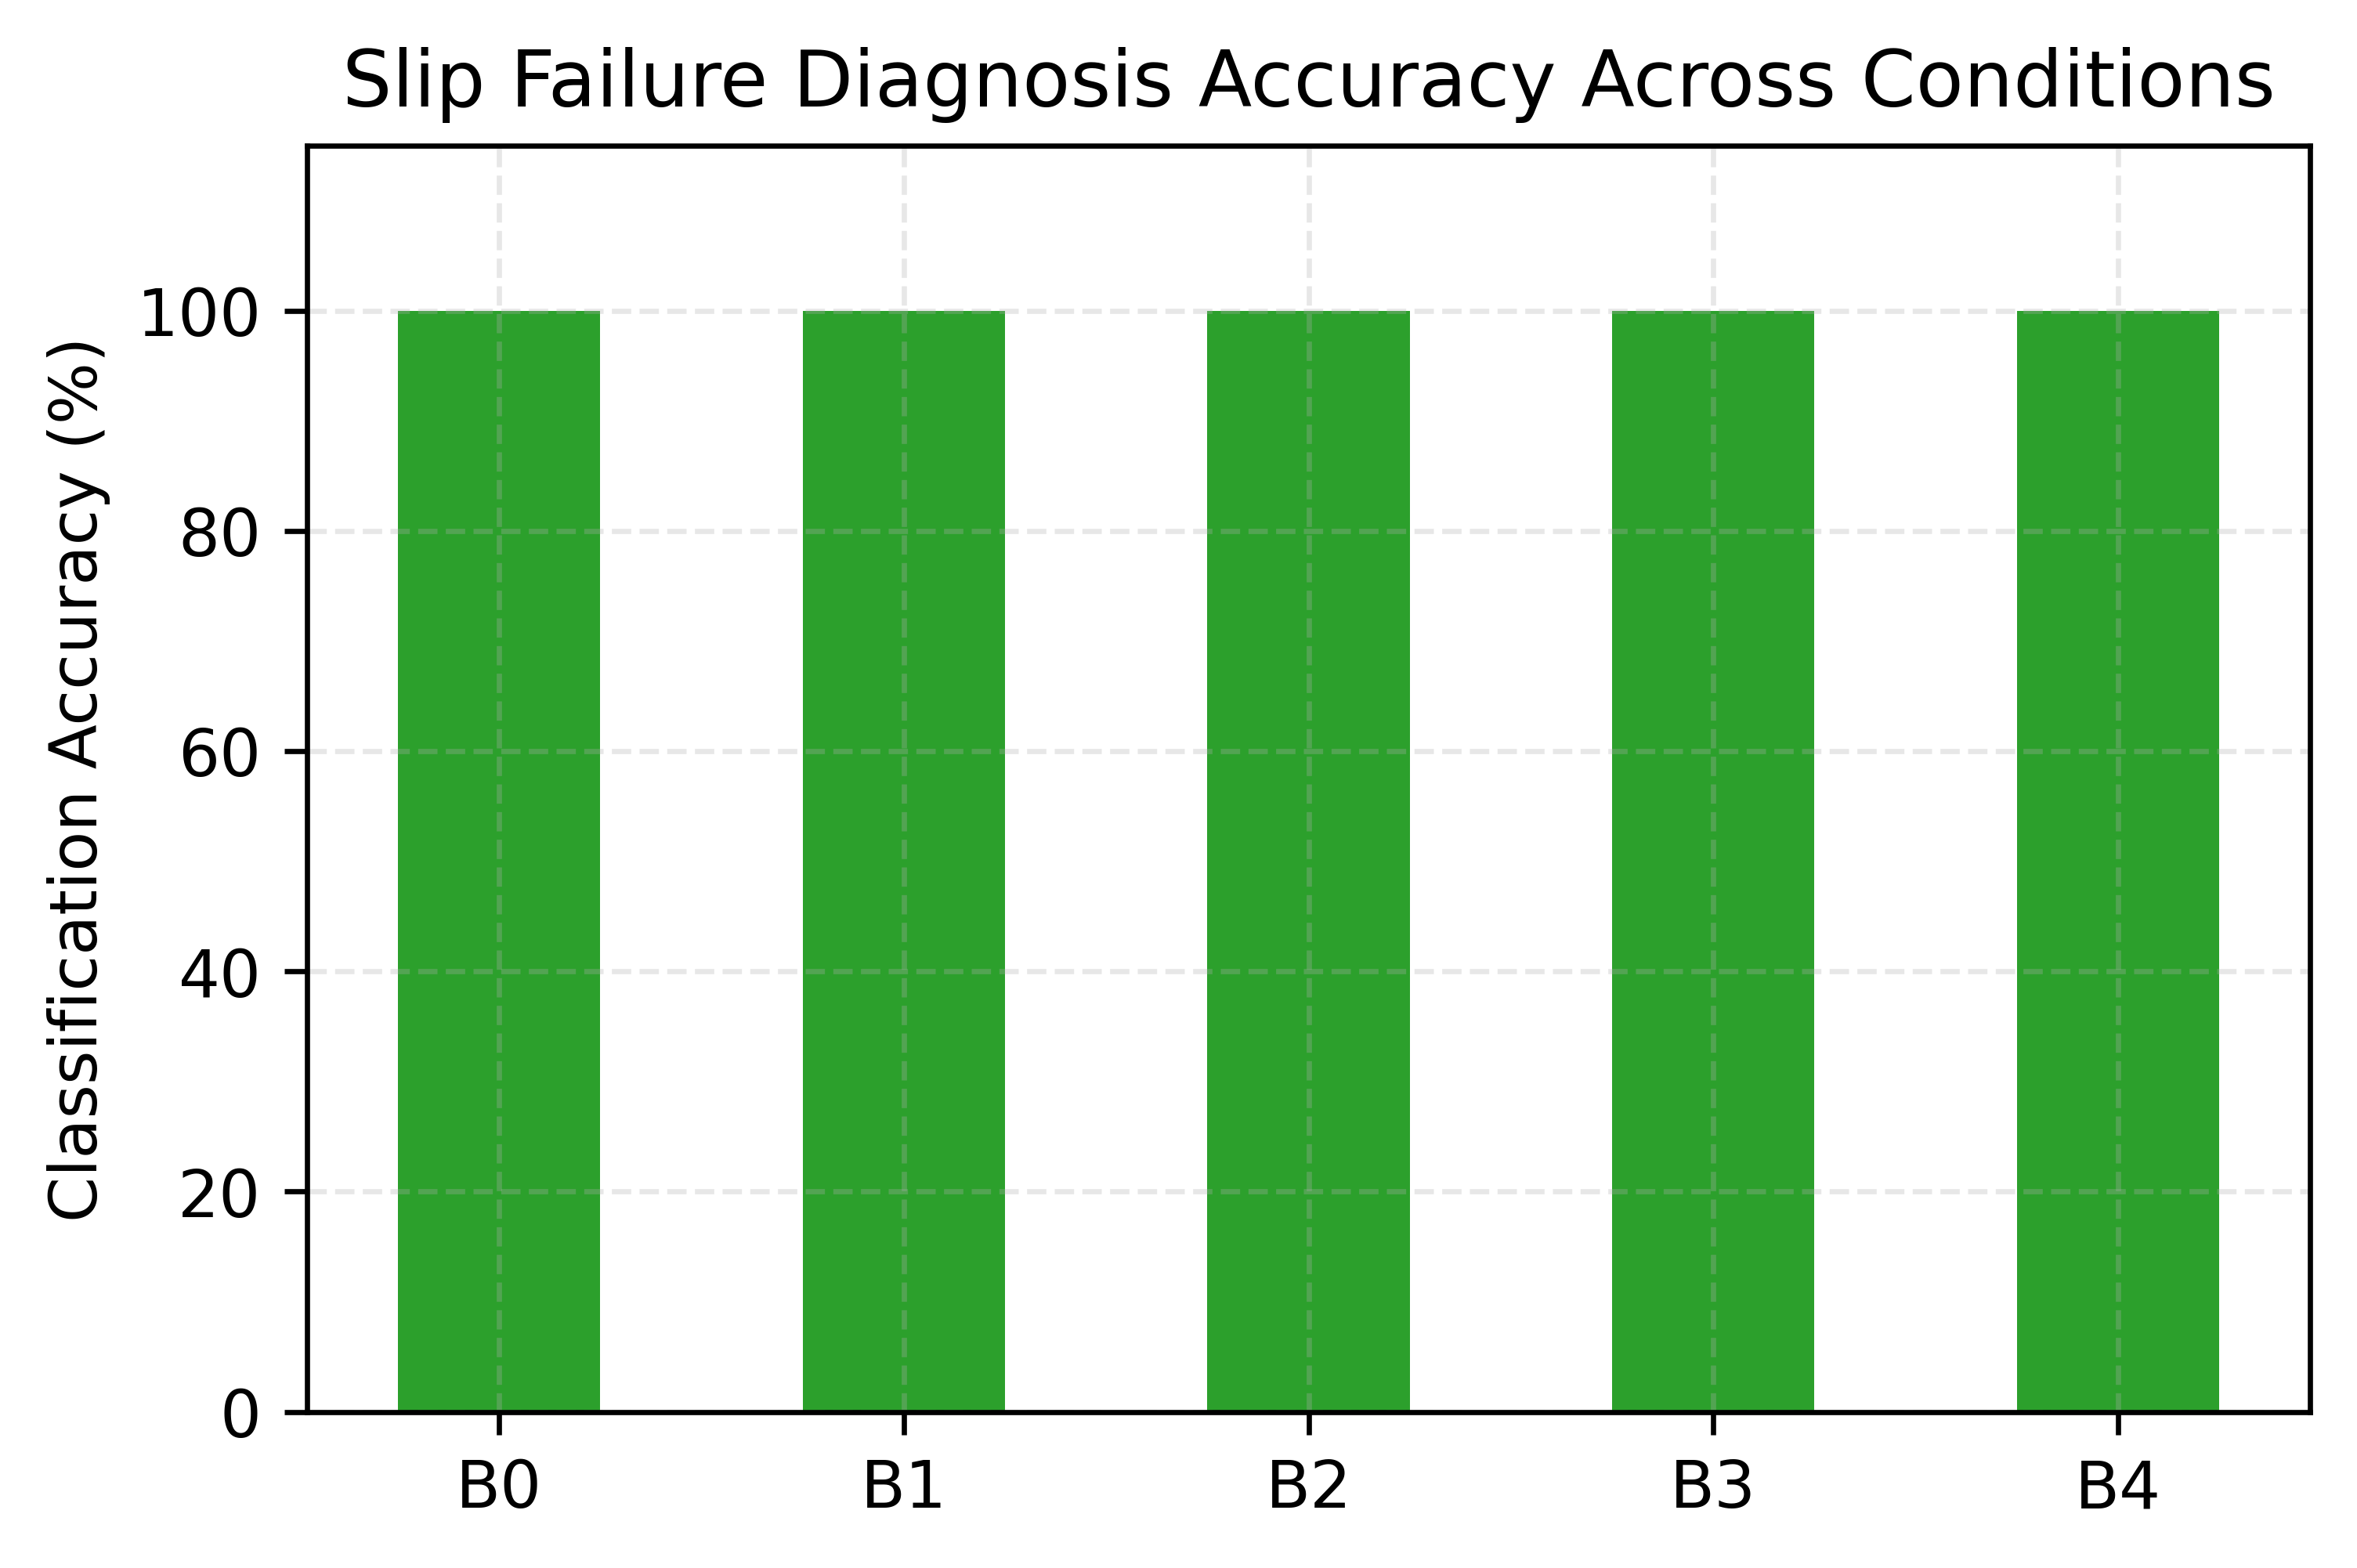 Slip Failure Diagnosis Accuracy Across Conditions
Classification Accuracy (%)
100
80
60
40
20
0
B0 B1 B2 B3 B4